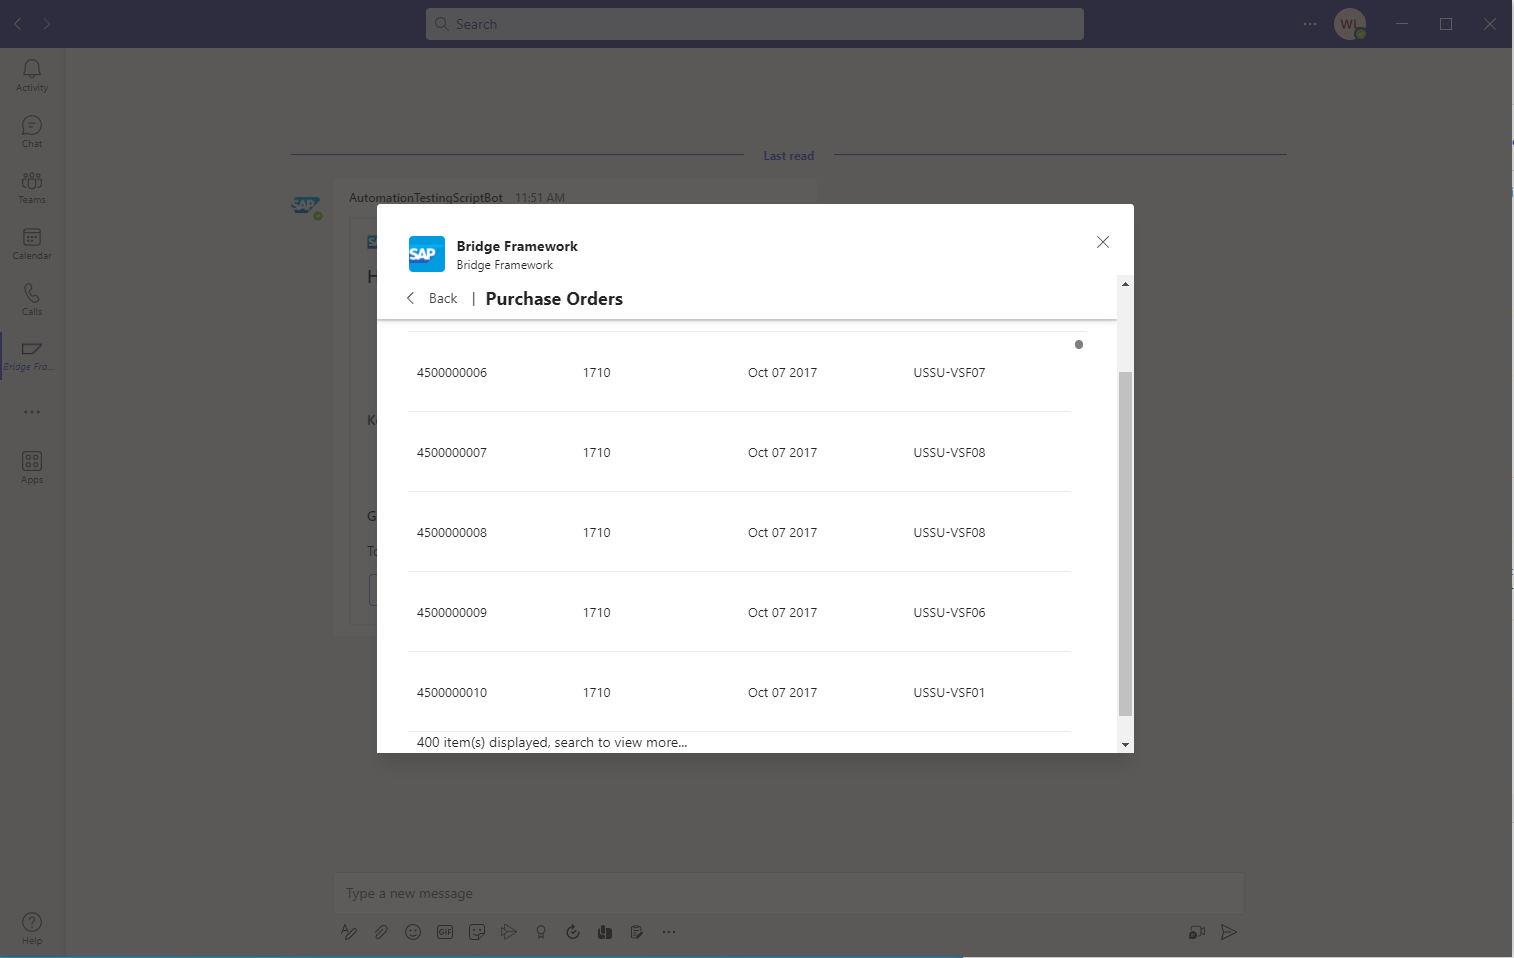 Search
WI
Activity
Chat
Teams
Calendar
Calls
Bridge Fra...
Apps
Help
Last read
AutomationTestingScriptBot 11:51 AM
SAP
Bridge Framework
Bridge Framework
Back | Purchase Orders
4500000006 1710 Oct 07 2017 USSU-VSF07
4500000007 1710 Oct 07 2017 USSU-VSF08
4500000008 1710 Oct 07 2017 USSU-VSF08
4500000009 1710 Oct 07 2017 USSU-VSF06
4500000010 1710 Oct 07 2017 USSU-VSF01
400 item(s) displayed, search to view more...
Type a new message
GIF